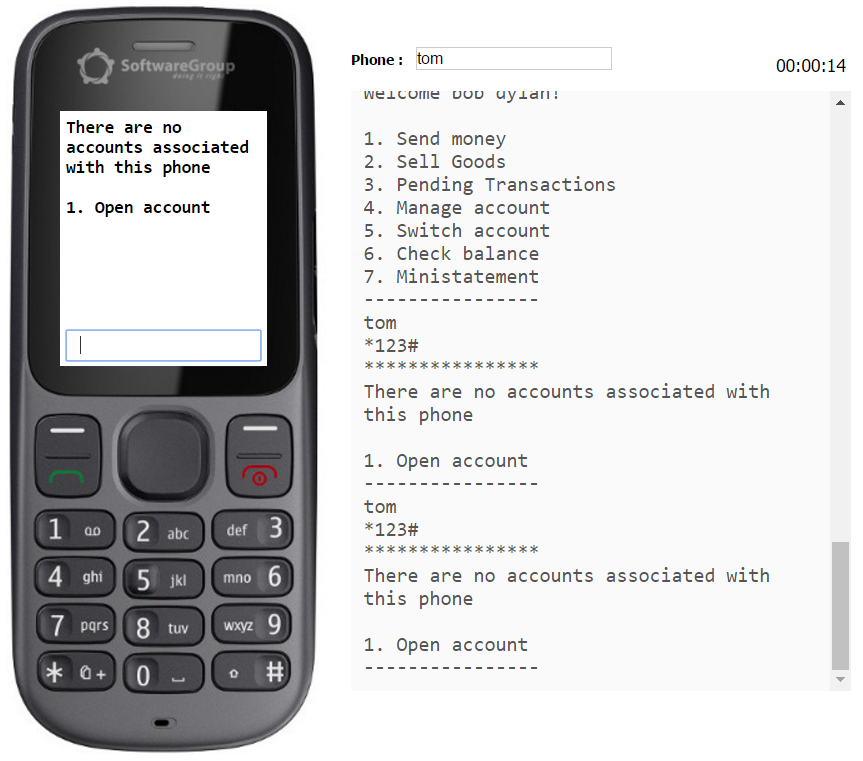 SoftwareGroup
doing it right
There are no
accounts associated
with this phone
1. Open account
1 2 abc def 3
4 ghi 5 jkl mno 6
7 pqrs 8 tuv wxyz 9
* + 0 #
Phone : tom
00:00:14
Welcome bob dylan!
1. Send money
2. Sell Goods
3. Pending Transactions
4. Manage account
5. Switch account
6. Check balance
7. Ministatement
----------------
tom
*123#
****************
There are no accounts associated with
this phone
1. Open account
----------------
tom
*123#
****************
There are no accounts associated with
this phone
1. Open account
----------------